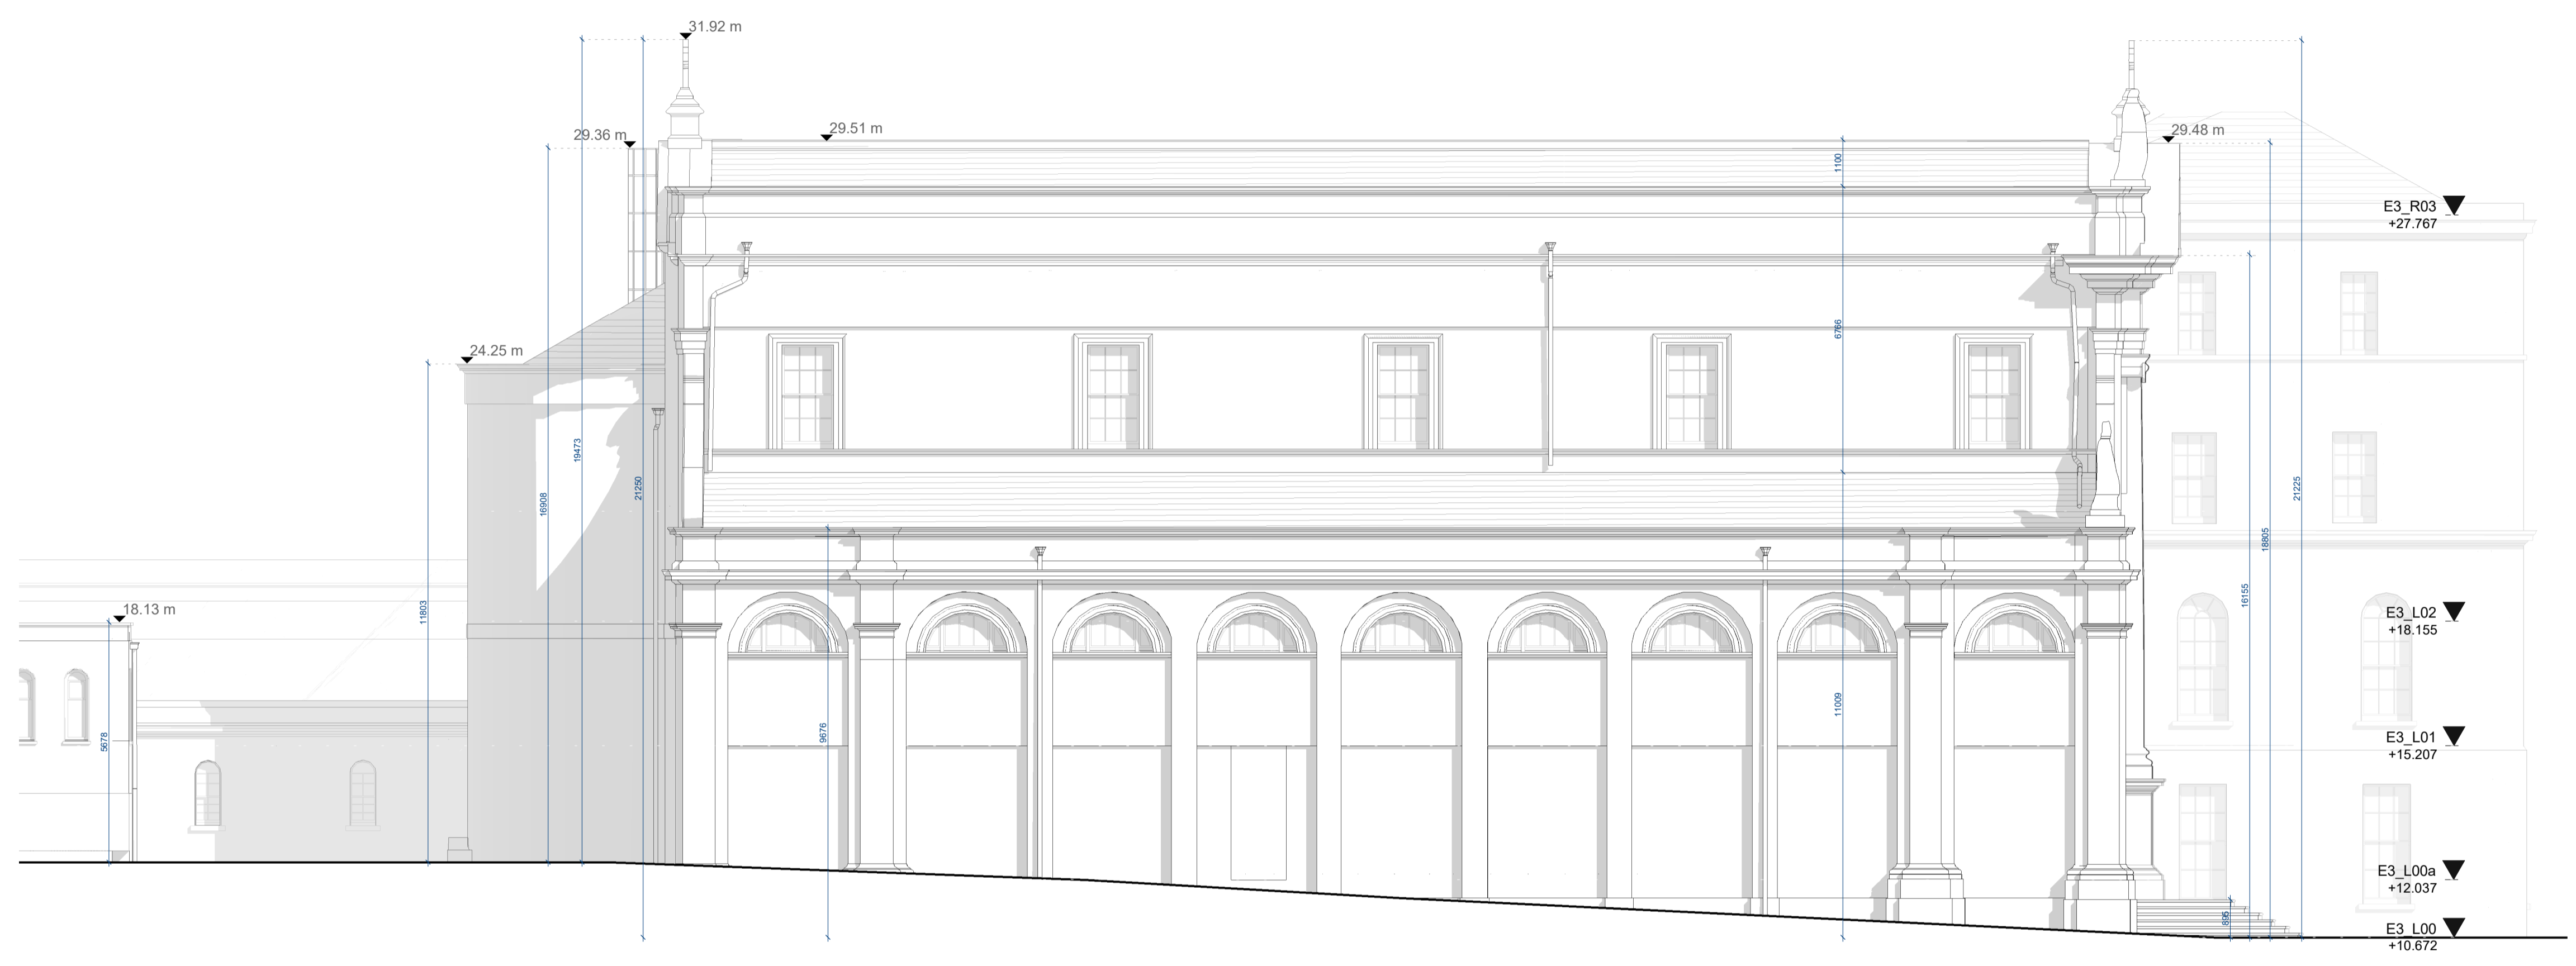 31.92 m
29.36 m
29.51 m
29.48 m
1100
E3_R03
+27.767
6766
24.25 m
19473
21250
16908
21225
18805
16155
11803
18.13 m
E3_L02
+18.155
5678
9676
11009
E3_L01
+15.207
E3_L00a
+12.037
895
E3_L00
+10.672